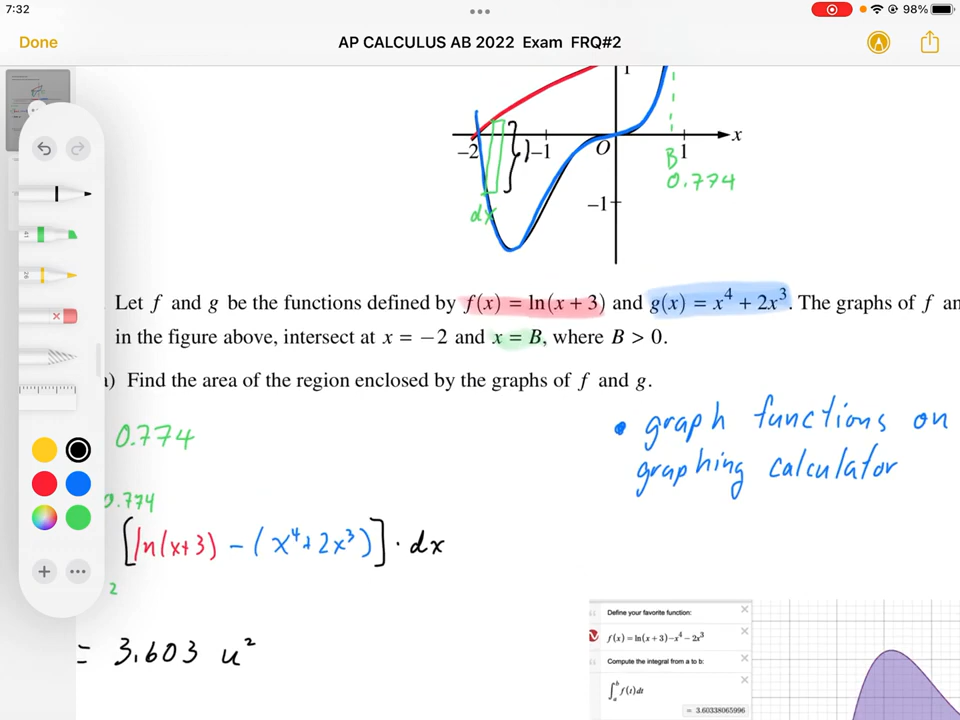 7:32
98%
Done
AP CALCULUS AB 2022 Exam FRQ#2
1
x
-2
-1
O
B
1
0.774
dx
-1
Let f and g be the functions defined by f(x) = ln(x + 3) and g(x) = x⁴ + 2x³. The graphs of f
in the figure above, intersect at x = −2 and x = B, where B > 0.
) Find the area of the region enclosed by the graphs of f and g.
0.774
• graph functions on
graphing calculator
0.774
[ln(x+3) - (x⁴+2x³)] · dx
2
= 3.603 u²
Define your favorite function:
f(x) = ln(x + 3) − x⁴ − 2x³
Compute the integral from a to b:
∫ₐᵇ f(t)dt
= 3.60338065996